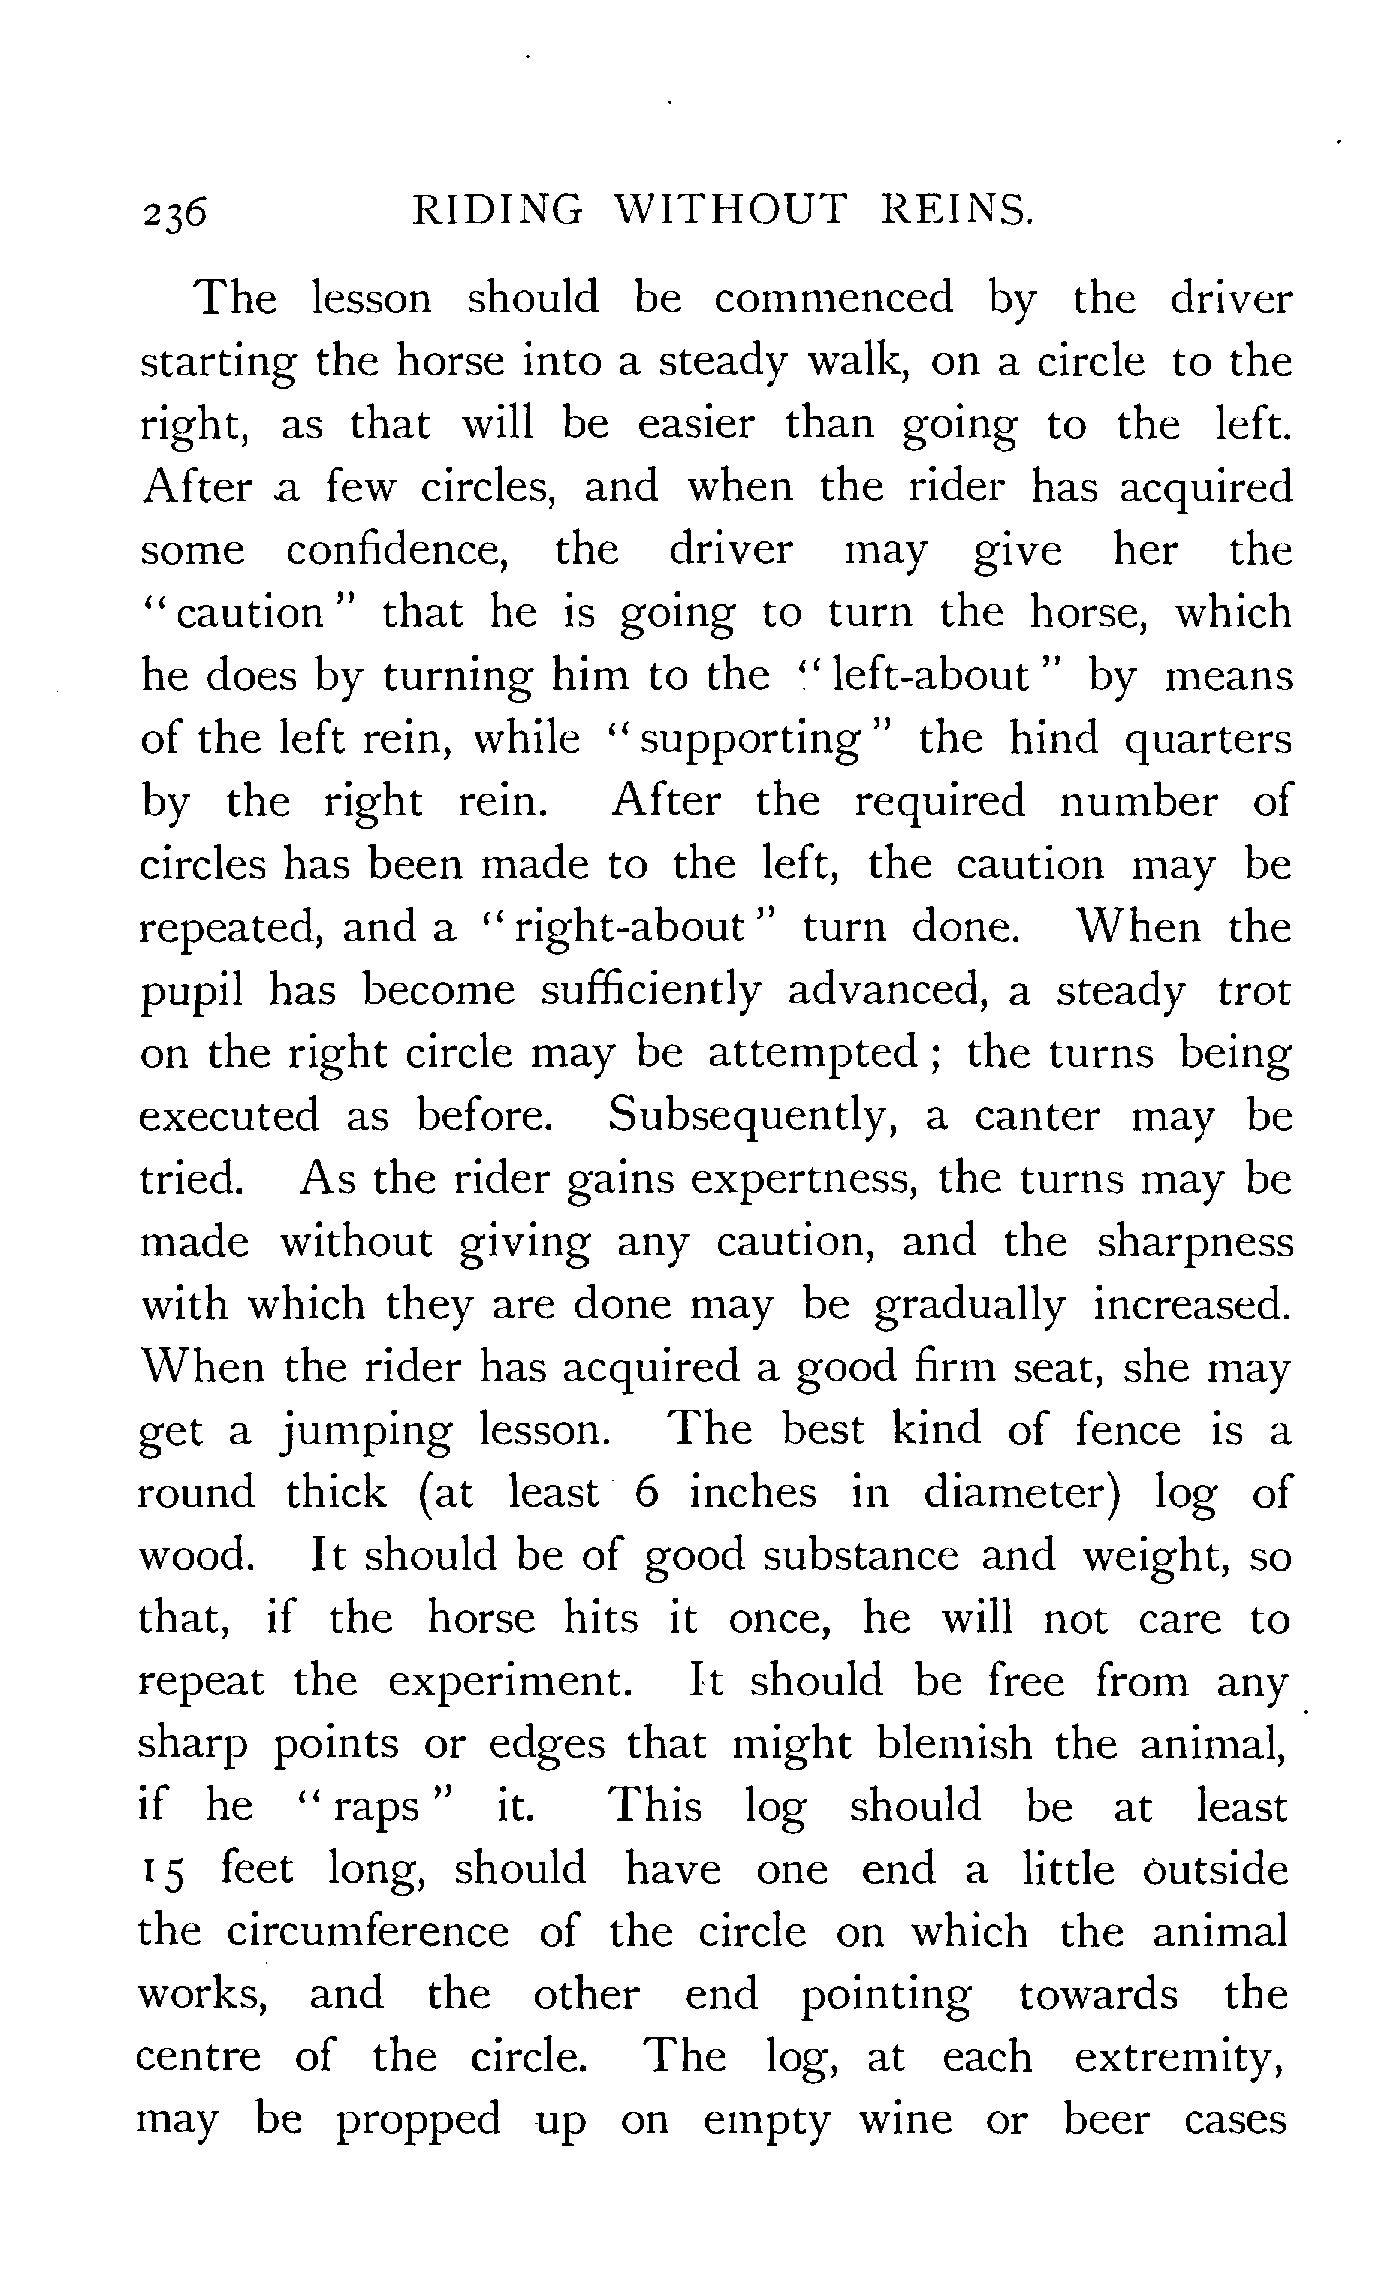 236 RIDING WITHOUT REINS.
The lesson should be commenced by the driver
starting the horse into a steady walk, on a circle to the
right, as that will be easier than going to the left.
After a few circles, and when the rider has acquired
some confidence, the driver may give her the
“caution” that he is going to turn the horse, which
he does by turning him to the “left-about” by means
of the left rein, while “supporting” the hind quarters
by the right rein. After the required number of
circles has been made to the left, the caution may be
repeated, and a “right-about” turn done. When the
pupil has become sufficiently advanced, a steady trot
on the right circle may be attempted; the turns being
executed as before. Subsequently, a canter may be
tried. As the rider gains expertness, the turns may be
made without giving any caution, and the sharpness
with which they are done may be gradually increased.
When the rider has acquired a good firm seat, she may
get a jumping lesson. The best kind of fence is a
round thick (at least 6 inches in diameter) log of
wood. It should be of good substance and weight, so
that, if the horse hits it once, he will not care to
repeat the experiment. It should be free from any
sharp points or edges that might blemish the animal,
if he “raps” it. This log should be at least
15 feet long, should have one end a little outside
the circumference of the circle on which the animal
works, and the other end pointing towards the
centre of the circle. The log, at each extremity,
may be propped up on empty wine or beer cases